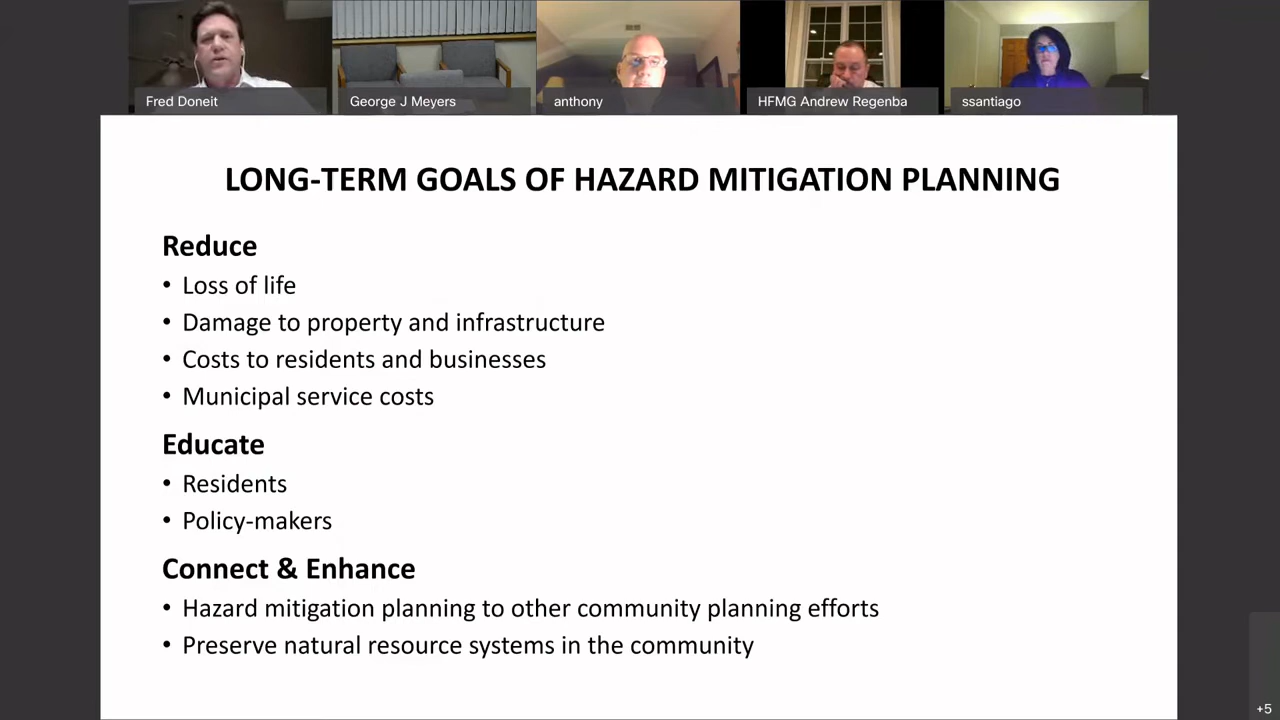 Fred Doneit
George J Meyers
anthony
HFMG Andrew Regenba
ssantiago
LONG-TERM GOALS OF HAZARD MITIGATION PLANNING
Reduce
• Loss of life
• Damage to property and infrastructure
• Costs to residents and businesses
• Municipal service costs
Educate
• Residents
• Policy-makers
Connect & Enhance
• Hazard mitigation planning to other community planning efforts
• Preserve natural resource systems in the community
+5